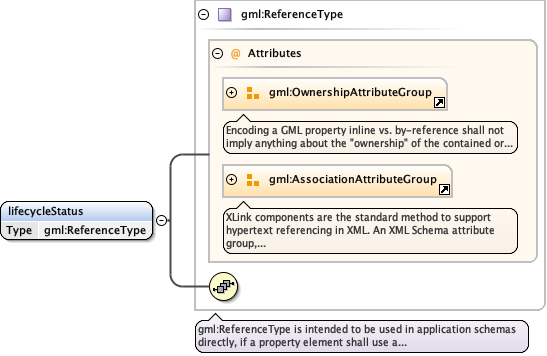 gml:ReferenceType
@ Attributes
gml:OwnershipAttributeGroup
Encoding a GML property inline vs. by-reference shall not
imply anything about the "ownership" of the contained or...
gml:AssociationAttributeGroup
XLink components are the standard method to support
hypertext referencing in XML. An XML Schema attribute
group,...
lifecycleStatus
Type gml:ReferenceType
gml:ReferenceType is intended to be used in application schemas
directly, if a property element shall use a...